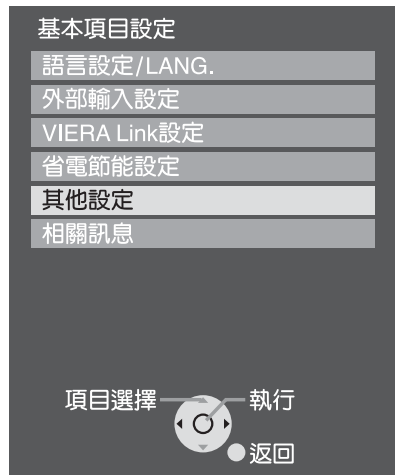 基本項目設定
語言設定/LANG.
外部輸入設定
VIERA Link設定
省電節能設定
其他設定
相關訊息
項目選擇
執行
返回